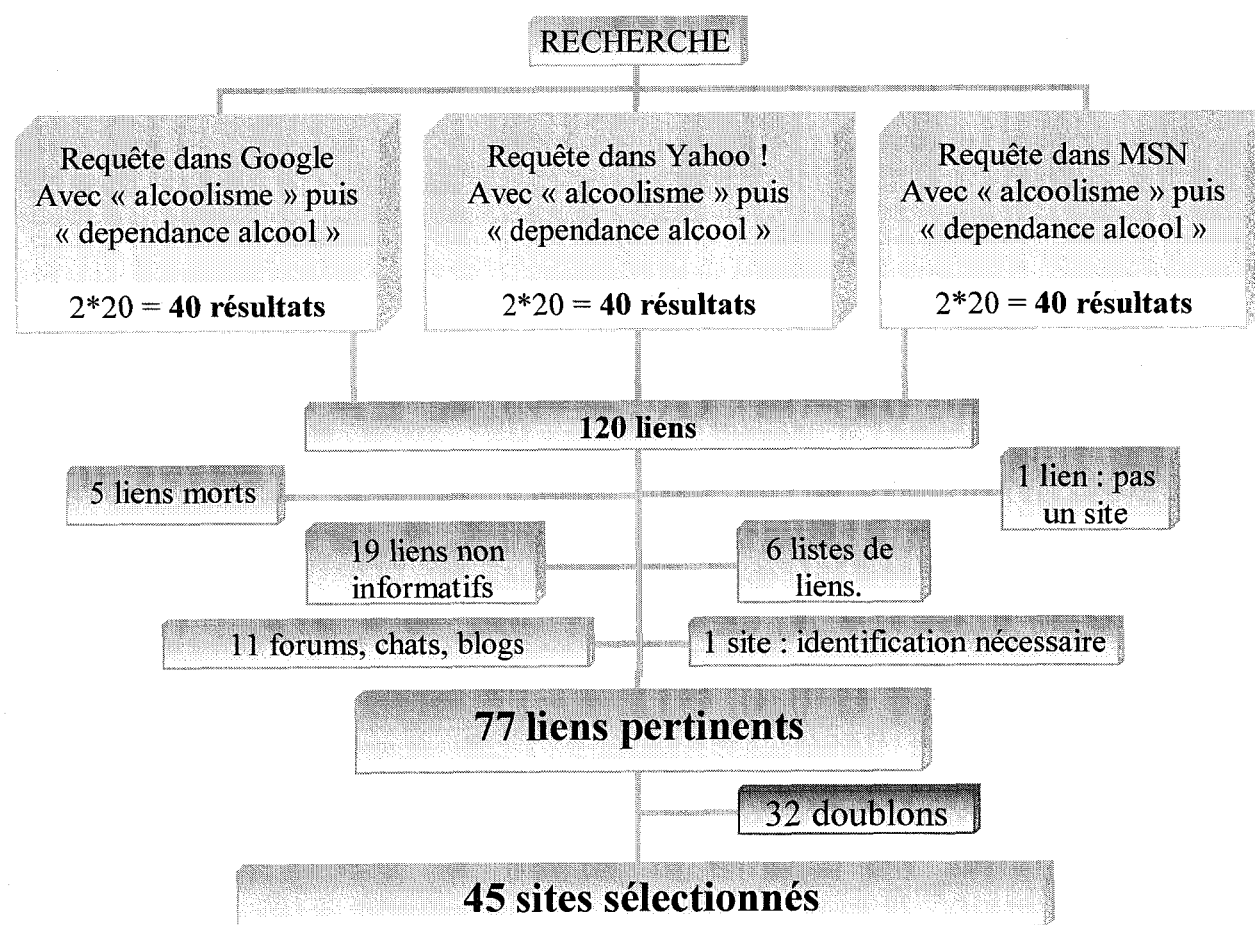 RECHERCHE
Requête dans Google
Avec « alcoolisme » puis
« dependance alcool »
2*20 = 40 résultats
Requête dans Yahoo !
Avec « alcoolisme » puis
« dependance alcool »
2*20 = 40 résultats
Requête dans MSN
Avec « alcoolisme » puis
« dependance alcool »
2*20 = 40 résultats
120 liens
5 liens morts
1 lien : pas
un site
19 liens non
informatifs
6 listes de
liens.
11 forums, chats, blogs
1 site : identification nécessaire
77 liens pertinents
32 doublons
45 sites sélectionnés